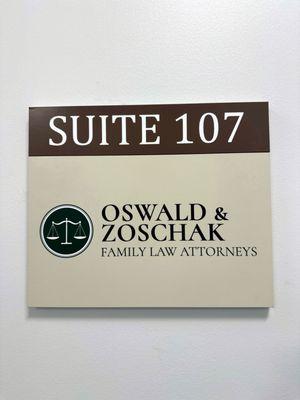 SUITE 107
OSWALD &
ZOSCHAK
FAMILY LAW ATTORNEYS